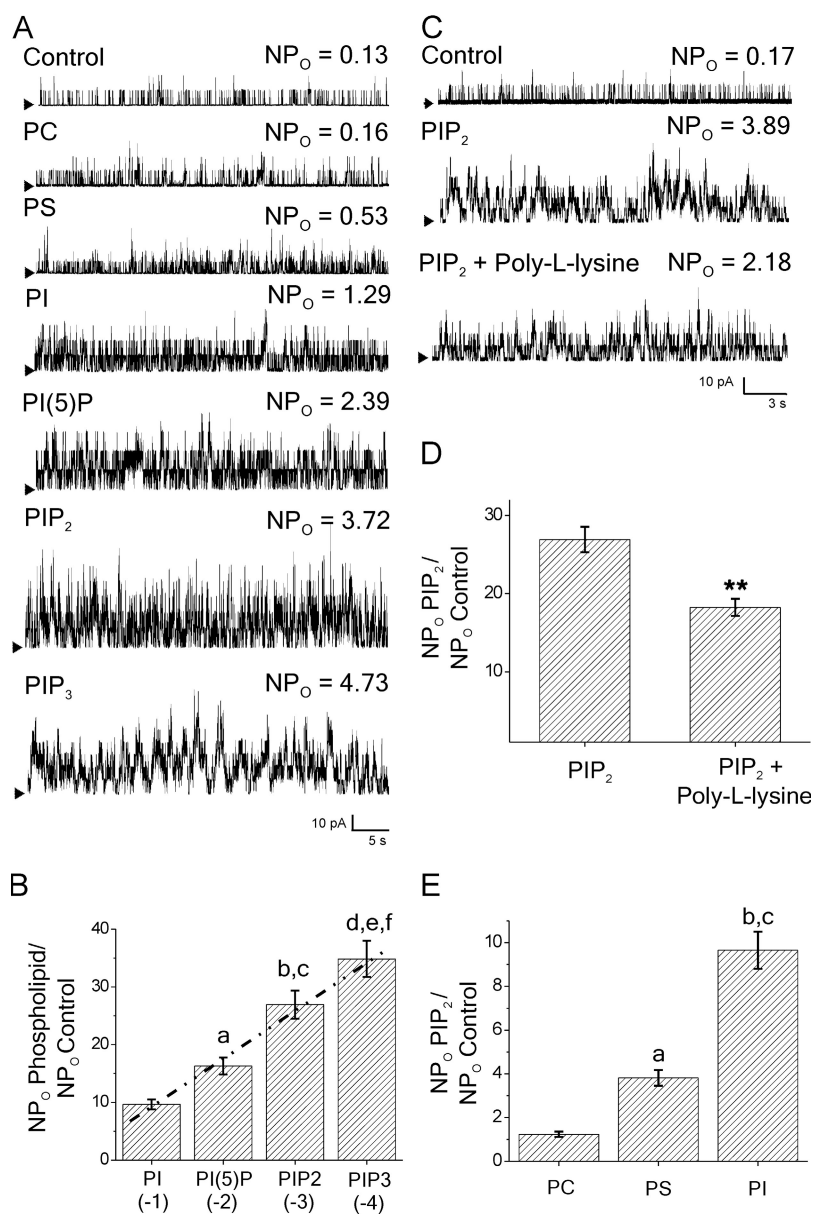 A
Control NPO = 0.13
PC NPO = 0.16
PS NPO = 0.53
PI NPO = 1.29
PI(5)P NPO = 2.39
PIP2 NPO = 3.72
PIP3 NPO = 4.73
10 pA
5 s
C
Control NPO = 0.17
PIP2 NPO = 3.89
PIP2 + Poly-L-lysine NPO = 2.18
10 pA
3 s
D
NPO PIP2 /
NPO Control
30
20
10
**
PIP2
PIP2 +
Poly-L-lysine
B
NPO Phospholipid/
NPO Control
40
30
20
10
0
a
b,c
d,e,f
PI
(-1)
PI(5)P
(-2)
PIP2
(-3)
PIP3
(-4)
E
NPO PIP2 /
NPO Control
10
8
6
4
2
0
a
b,c
PC
PS
PI